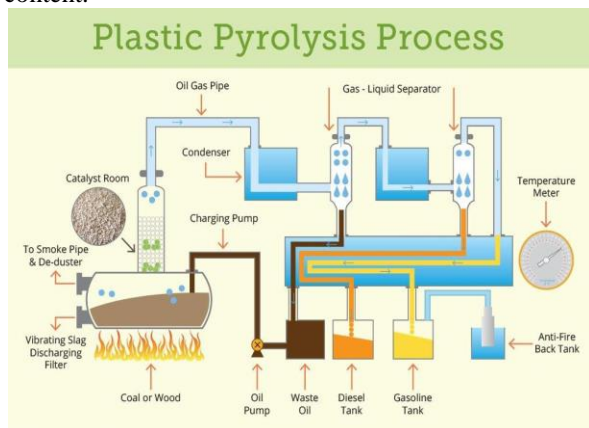 content.
Plastic Pyrolysis Process
Oil Gas Pipe
Gas - Liquid Separator
Condenser
Catalyst Room
Temperature
Meter
Charging Pump
To Smoke Pipe
& De-duster
Vibrating Slag
Discharging
Filter
Anti-Fire
Back Tank
Coal or Wood
Oil
Pump
Waste
Oil
Diesel
Tank
Gasoline
Tank